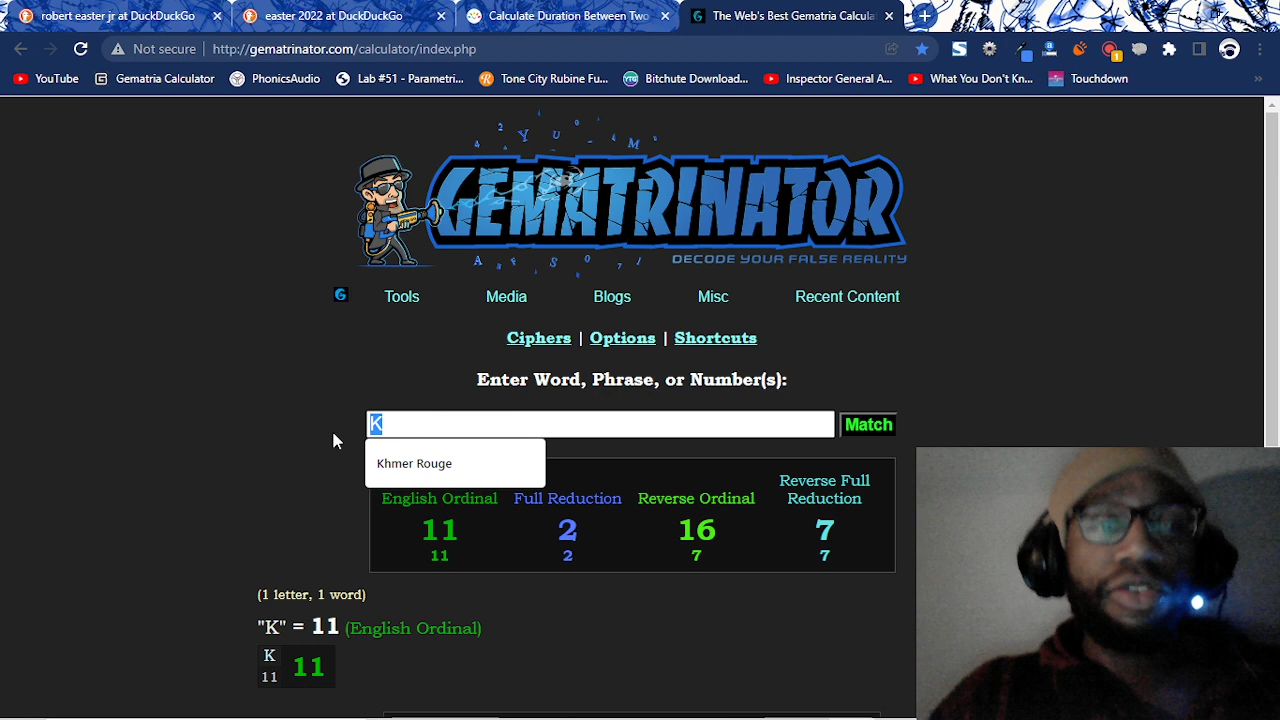 robert easter jr at DuckDuckGo
easter 2022 at DuckDuckGo
Calculate Duration Between Two
The Web's Best Gematria Calcula
Not secure
http://gematrinator.com/calculator/index.php
YouTube
Gematria Calculator
PhonicsAudio
Lab #51 - Parametri...
Tone City Rubine Fu...
Bitchute Download...
Inspector General A...
What You Don't Kn...
Touchdown
GEMATRINATOR
DECODE YOUR FALSE REALITY
Tools
Media
Blogs
Misc
Recent Content
Ciphers | Options | Shortcuts
Enter Word, Phrase, or Number(s):
K
Match
Khmer Rouge
English Ordinal
Full Reduction
Reverse Ordinal
Reverse Full Reduction
11
2
16
7
11
2
7
7
(1 letter, 1 word)
"K" = 11 (English Ordinal)
K
11
11